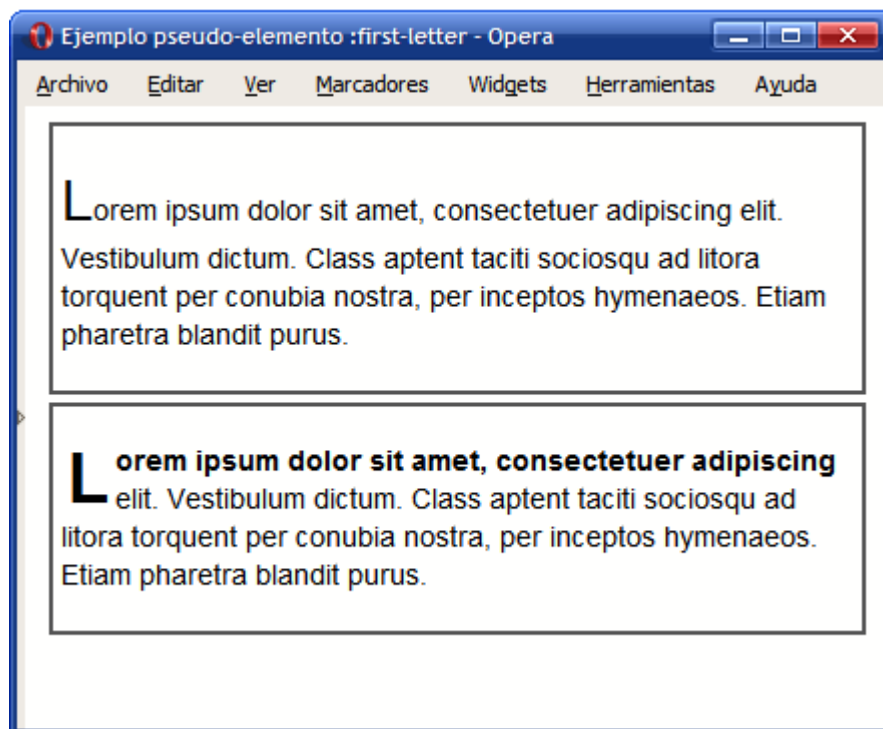 Ejemplo pseudo-elemento :first-letter - Opera
Archivo Editar Ver Marcadores Widgets Herramientas Ayuda
Lorem ipsum dolor sit amet, consectetuer adipiscing elit.
Vestibulum dictum. Class aptent taciti sociosqu ad litora
torquent per conubia nostra, per inceptos hymenaeos. Etiam
pharetra blandit purus.
Lorem ipsum dolor sit amet, consectetuer adipiscing
elit. Vestibulum dictum. Class aptent taciti sociosqu ad
litora torquent per conubia nostra, per inceptos hymenaeos.
Etiam pharetra blandit purus.